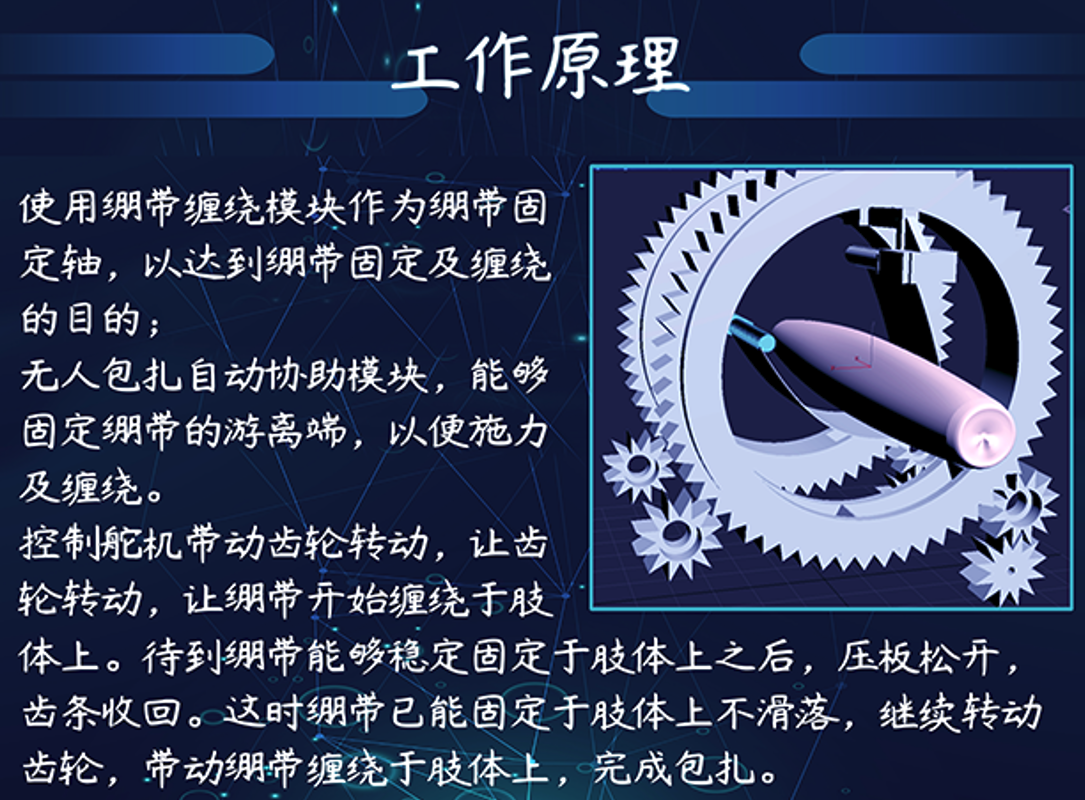 工作原理
使用绷带缠绕模块作为绷带固
定轴，以达到绷带固定及缠绕
的目的；
无人包扎自动协助模块，能够
固定绷带的游离端，以便施力
及缠绕。
控制舵机带动齿轮转动，让齿
轮转动，让绷带开始缠绕于肢
体上。待到绷带能够稳定固定于肢体上之后，压板松开，
齿条收回。这时绷带已能固定于肢体上不滑落，继续转动
齿轮，带动绷带缠绕于肢体上，完成包扎。